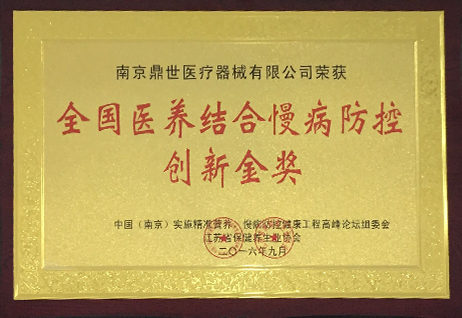 南京鼎世医疗器械有限公司荣获
全国医养结合慢病防控
创新金奖
中国（南京）实施精准营养、慢病防控健康工程高峰论坛组委会
江苏省保健养生业协会
二〇一六年九月